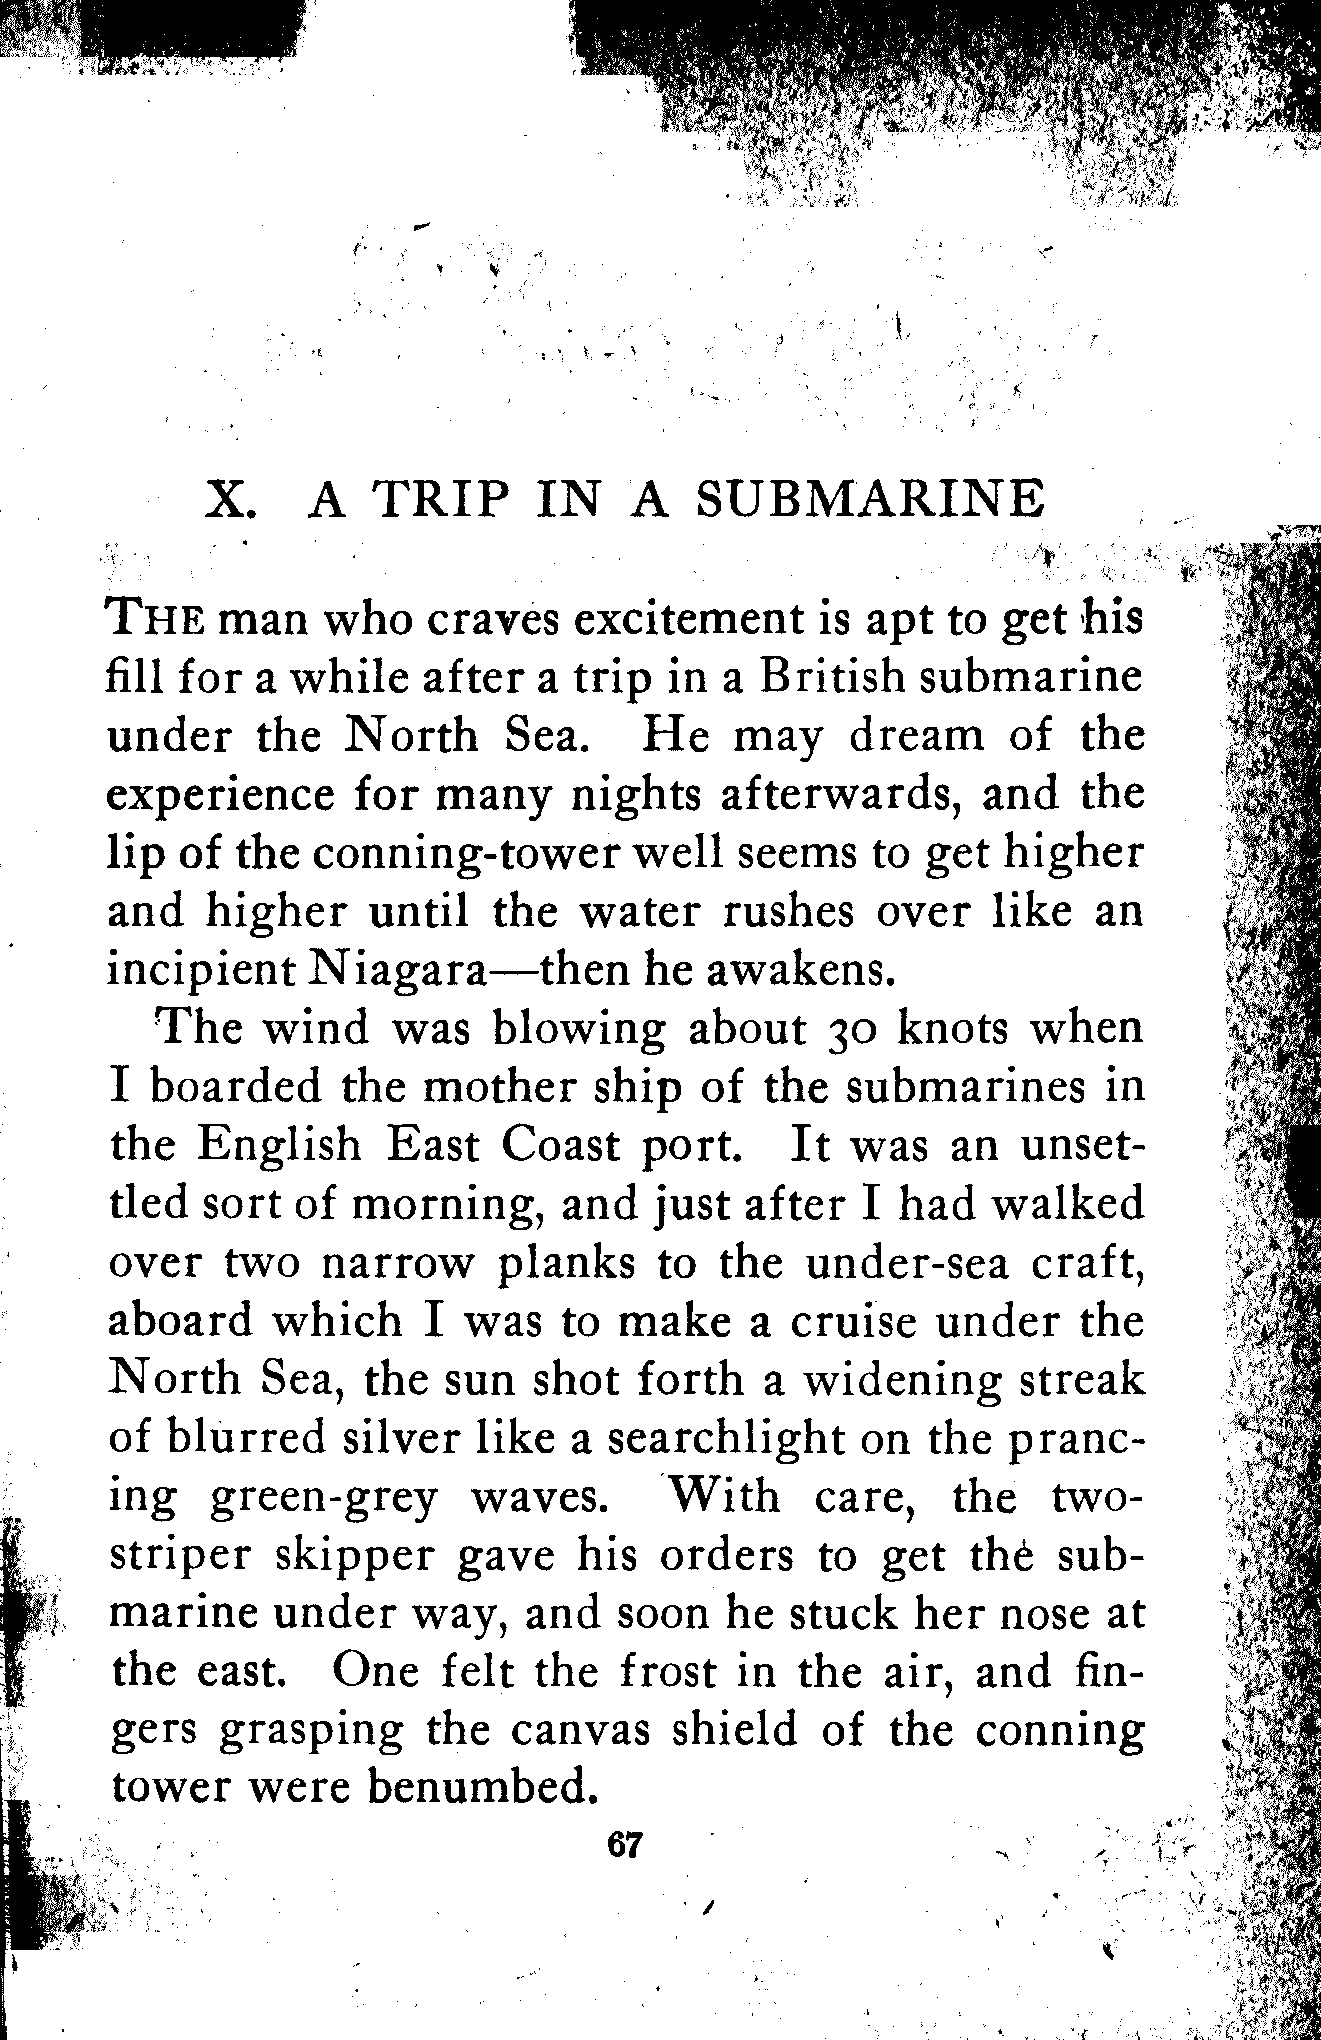 X. A TRIP IN A SUBMARINE
THE man who craves excitement is apt to get his
fill for a while after a trip in a British submarine
under the North Sea. He may dream of the
experience for many nights afterwards, and the
lip of the conning-tower well seems to get higher
and higher until the water rushes over like an
incipient Niagara—then he awakens.
The wind was blowing about 30 knots when
I boarded the mother ship of the submarines in
the English East Coast port. It was an unset-
tled sort of morning, and just after I had walked
over two narrow planks to the under-sea craft,
aboard which I was to make a cruise under the
North Sea, the sun shot forth a widening streak
of blurred silver like a searchlight on the pranc-
ing green-grey waves. With care, the two-
striper skipper gave his orders to get the sub-
marine under way, and soon he stuck her nose at
the east. One felt the frost in the air, and fin-
gers grasping the canvas shield of the conning
tower were benumbed.
67